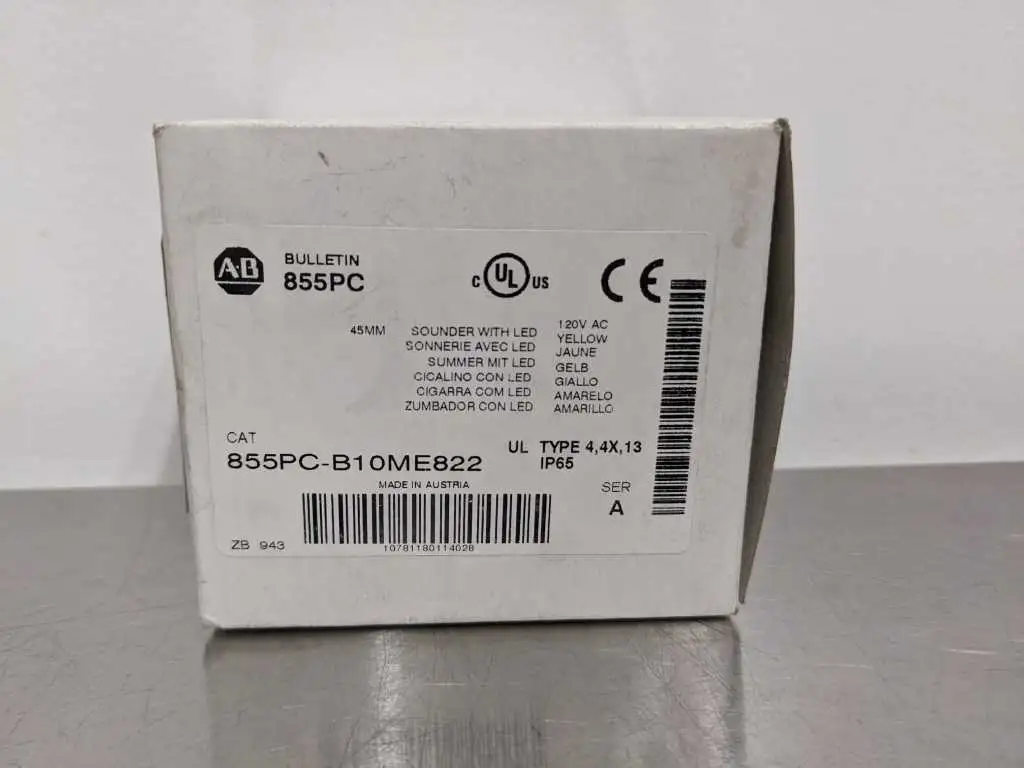 A-B
BULLETIN
855PC
C UL US
CE
45MM SOUNDER WITH LED 120V AC YELLOW
SONNERIE AVEC LED JAUNE
SUMMER MIT LED GELB
CICALINO CON LED GIALLO
CIGARRA COM LED AMARELO
ZUMBADOR CON LED AMARILLO
CAT
855PC-B10ME822
UL TYPE 4,4X,13
IP65
MADE IN AUSTRIA
SER
A
ZB 943
10781180114028